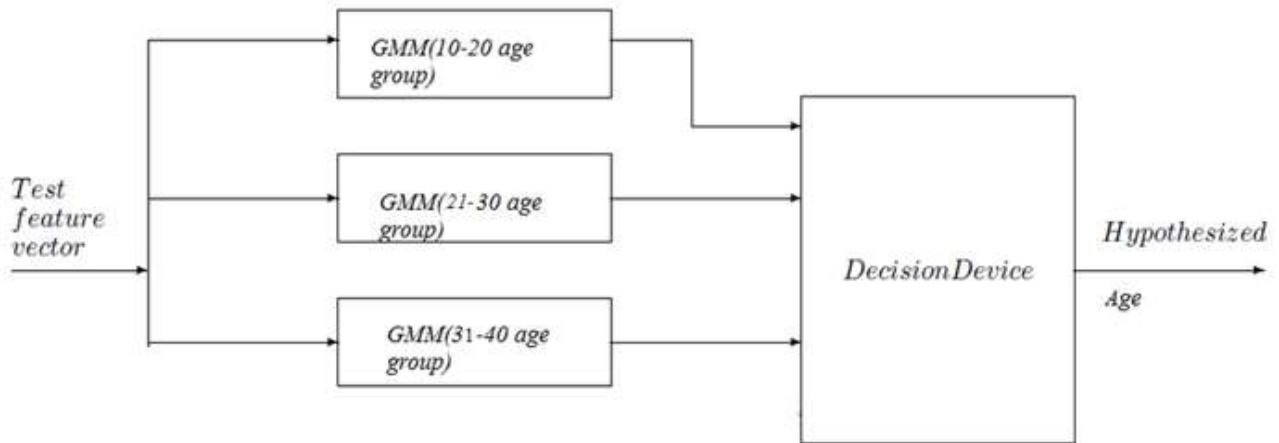 GMM(10-20 age
group)
Test
feature
vector
GMM(21-30 age
group)
GMM(31-40 age
group)
DecisionDevice
Hypothesized
Age